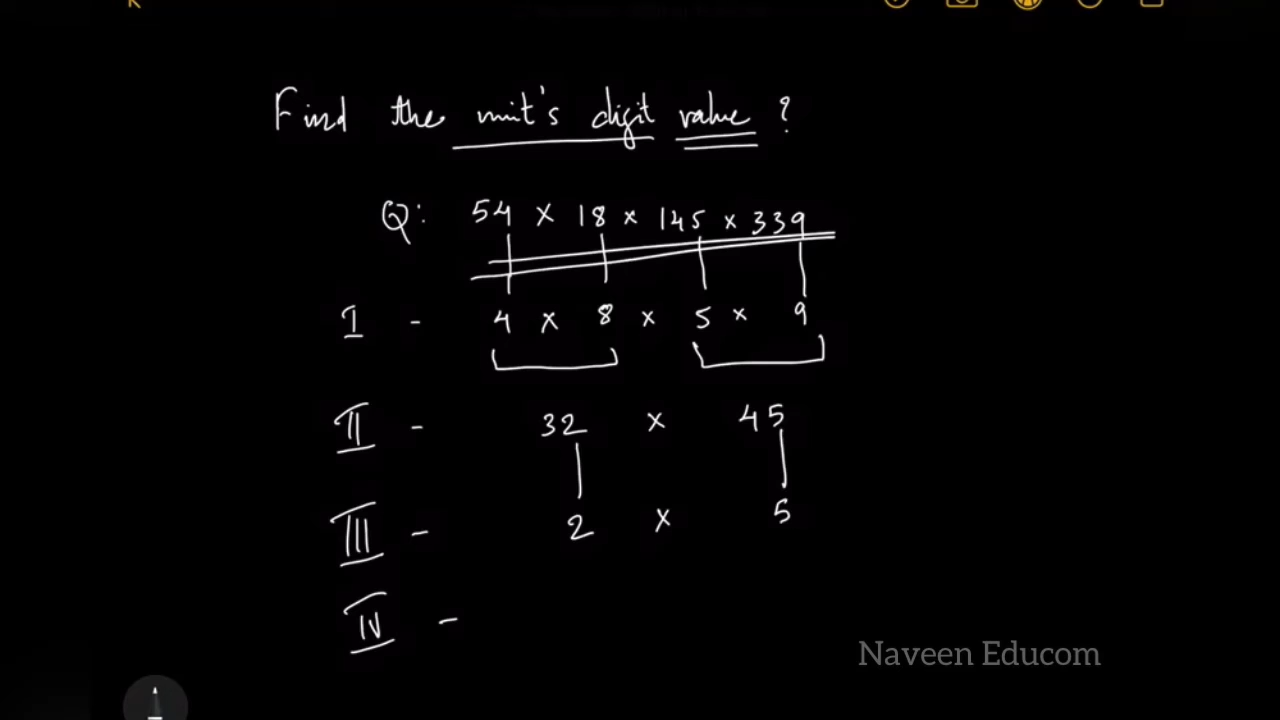 Find the unit's digit value ?
Q: 54 x 18 x 145 x 339
I - 4 x 8 x 5 x 9
II - 32 x 45
III - 2 x 5
IV -
Naveen Educom